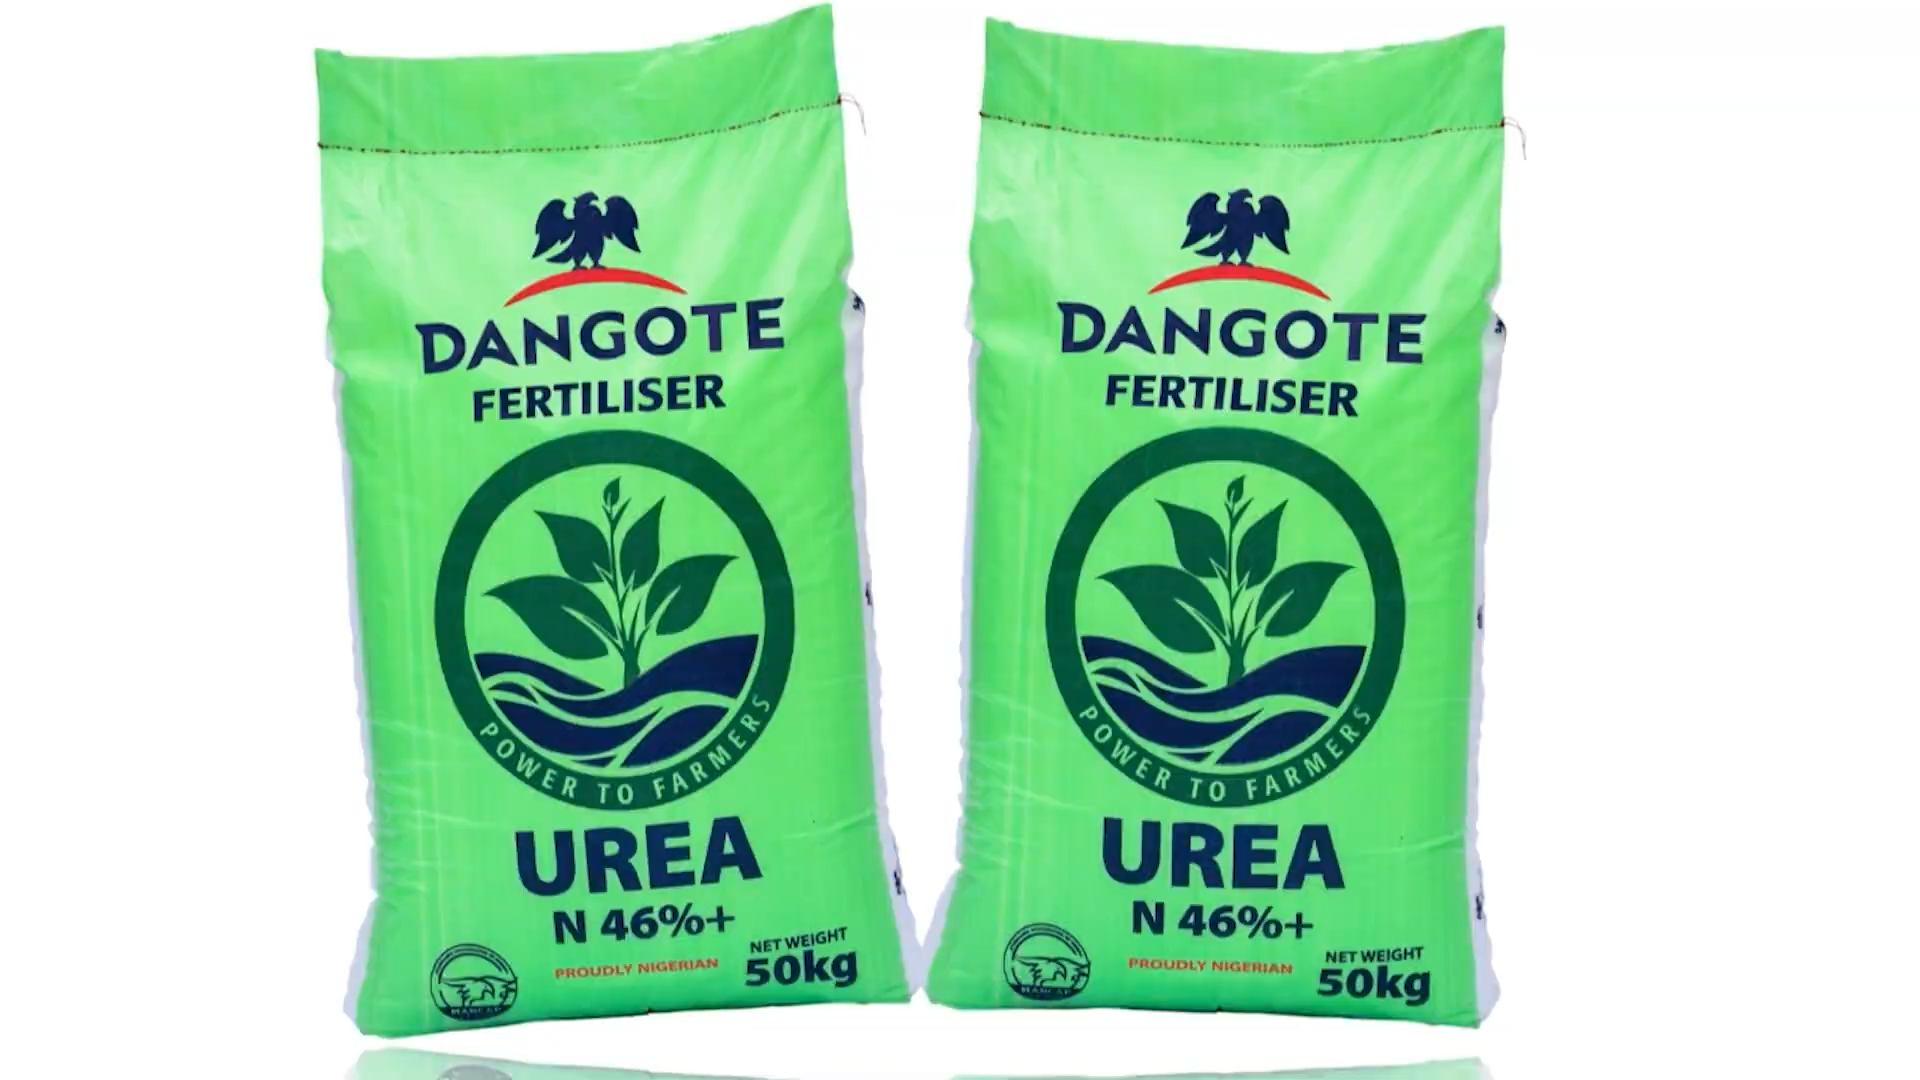 DANGOTE
FERTILISER
POWER TO FARMERS
UREA
N 46%+
PROUDLY NIGERIAN
NET WEIGHT
50kg
DANGOTE
FERTILISER
POWER TO FARMERS
UREA
N 46%+
PROUDLY NIGERIAN
NET WEIGHT
50kg